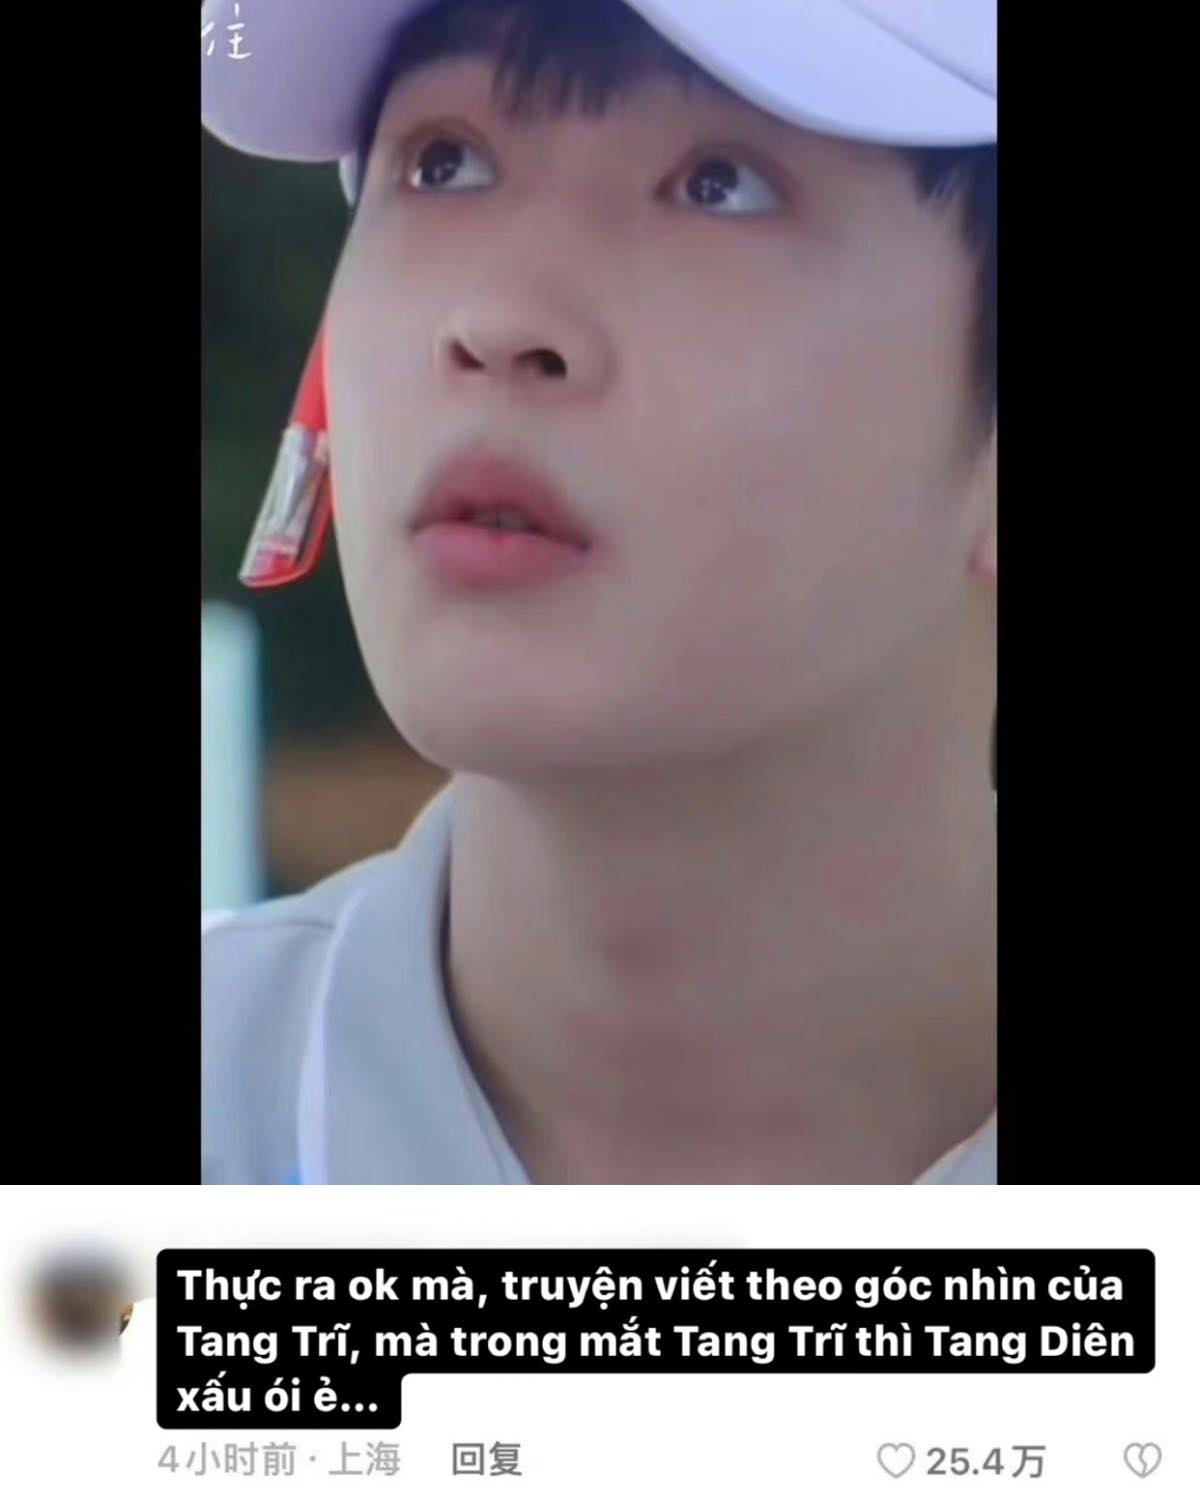 住
Thực ra ok mà, truyện viết theo góc nhìn của
Tang Trĩ, mà trong mắt Tang Trĩ thì Tang Diên
xấu ói ẻ...
4小时前 · 上海 回复 25.4万